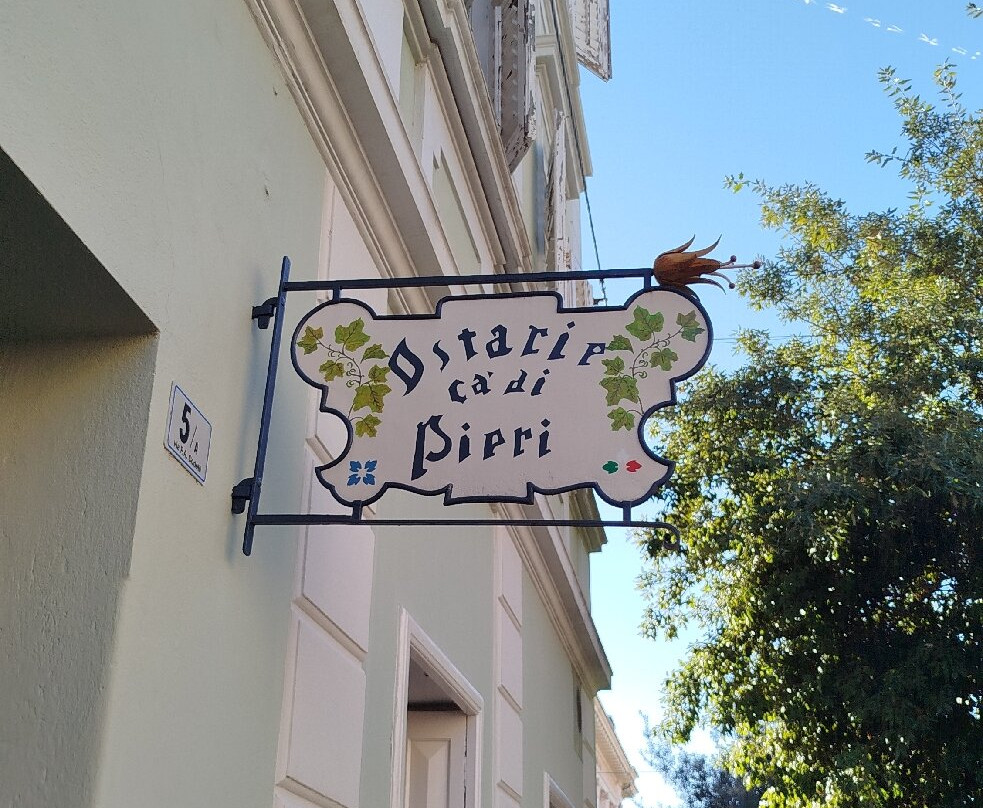 Ostarie
ca' di
Pieri
5/A